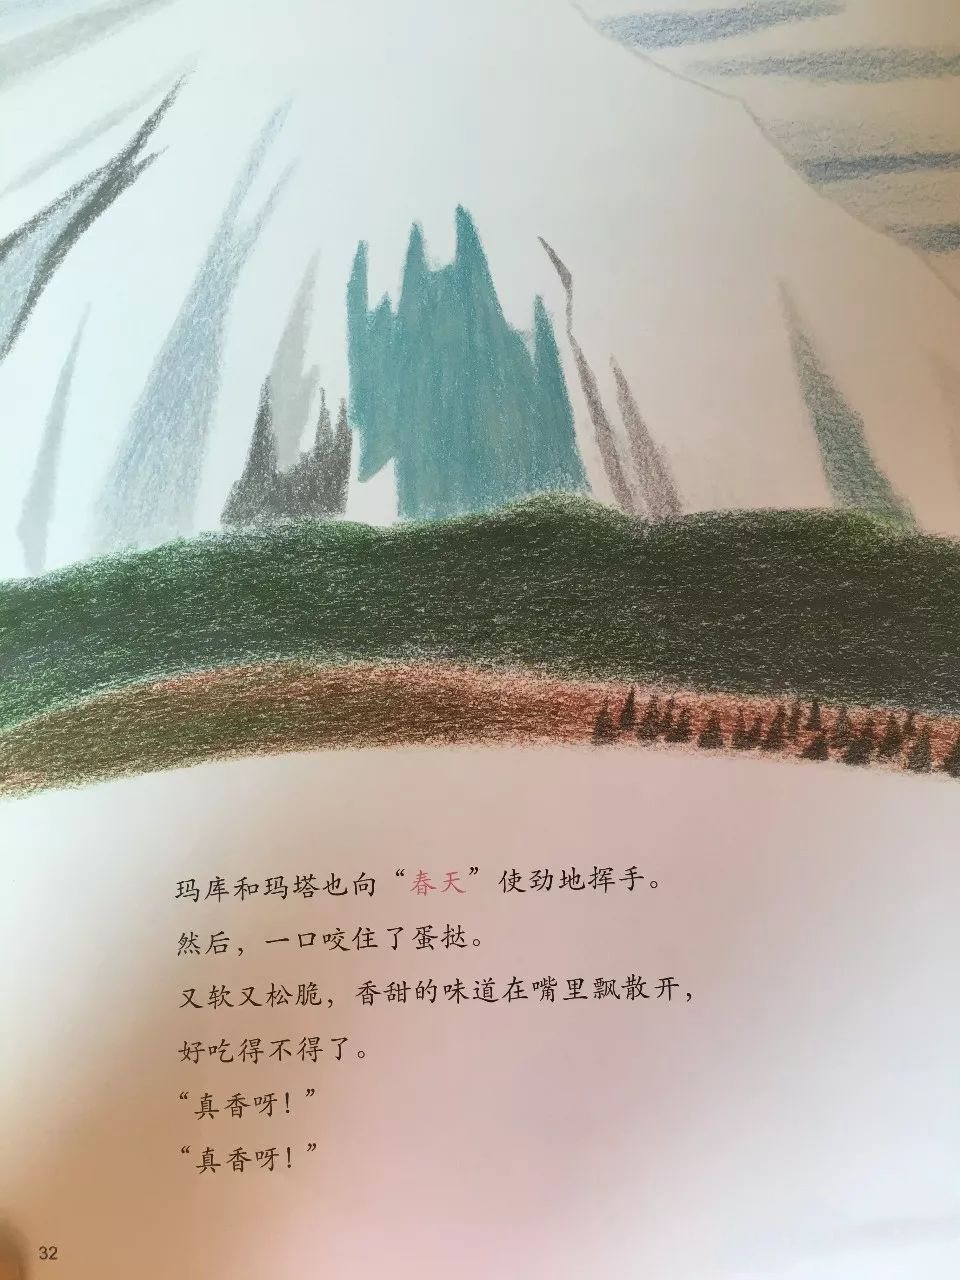 玛库和玛塔也向“春天”使劲地挥手。
然后，一口咬住了蛋挞。
又软又松脆，香甜的味道在嘴里飘散开，
好吃得不得了。
“真香呀！”
“真香呀！”
32